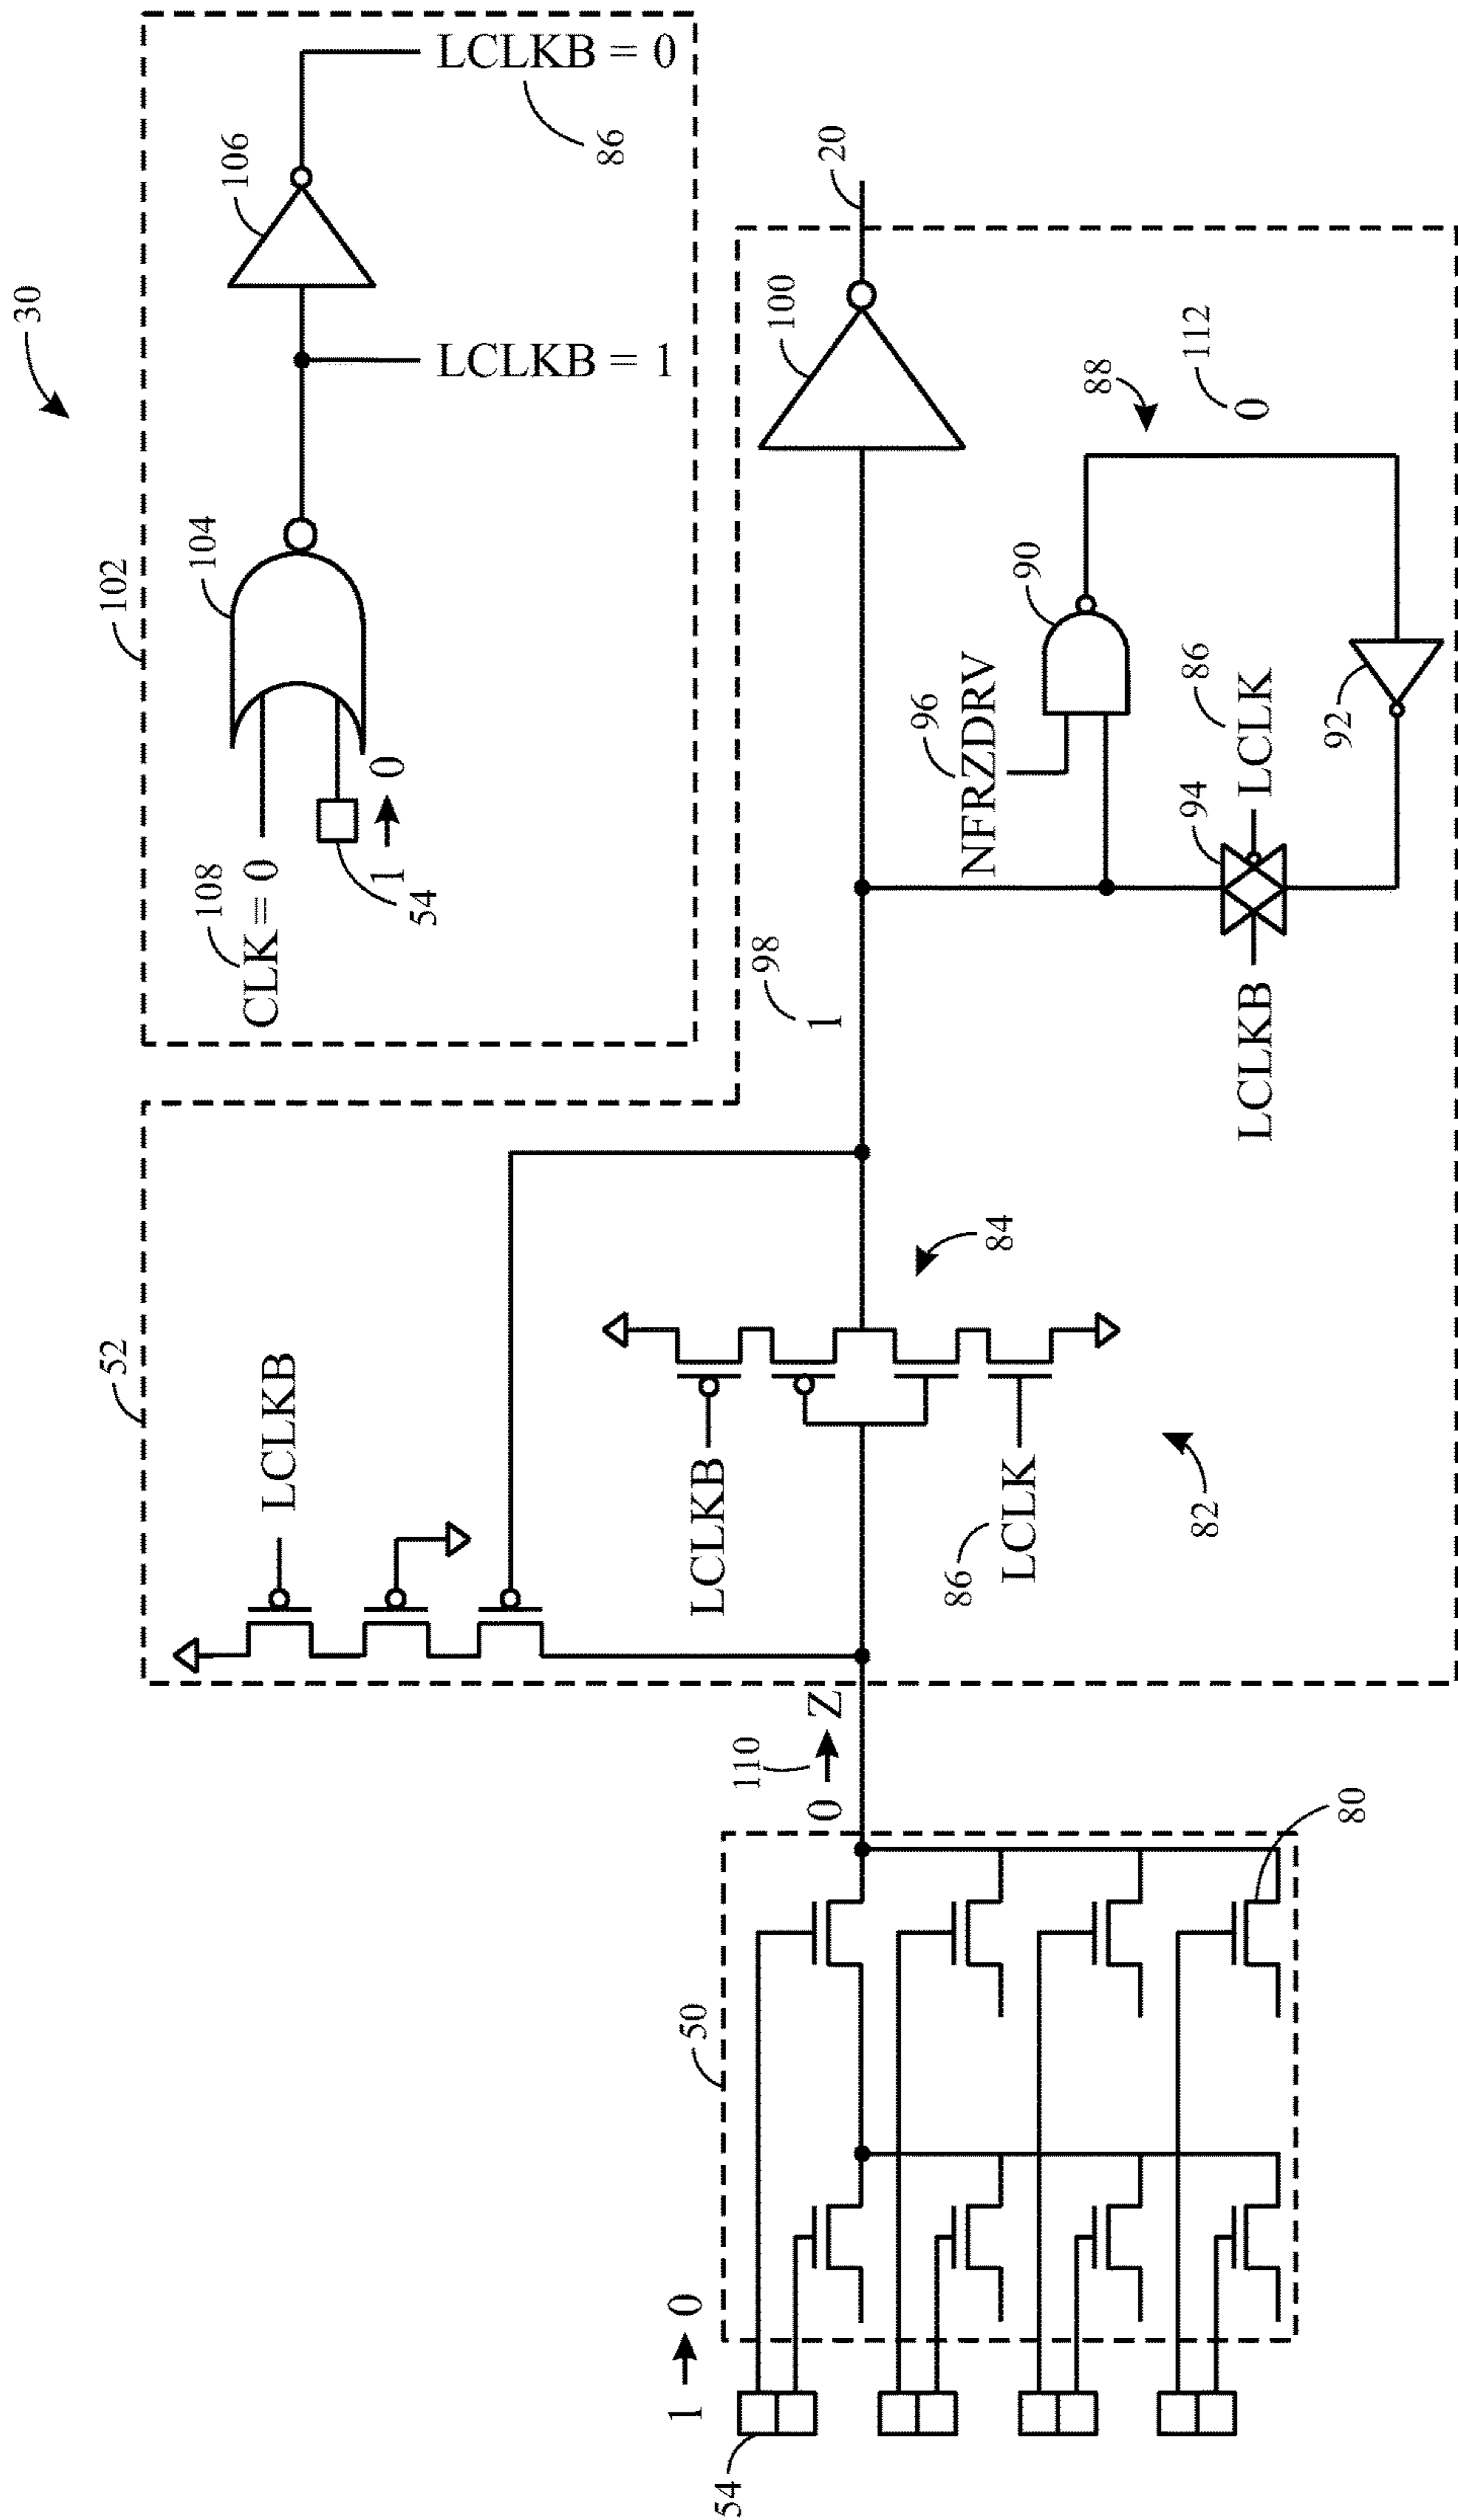 30
102
CLK = 0
108
54
1 → 0
104
106
LCLKB = 1
LCLKB = 0
86
52
LCLKB
LCLKB
86
LCLK
82
84
98
1
100
20
NFRZDRV
96
90
88
0
112
94
86
LCLK
LCLKB
92
0 → Z
110
50
80
1 → 0
54